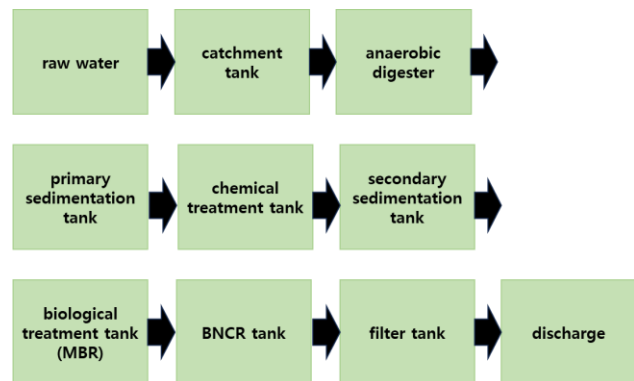 raw water
catchment
tank
anaerobic
digester
primary
sedimentation
tank
chemical
treatment tank
secondary
sedimentation
tank
biological
treatment tank
(MBR)
BNCR tank
filter tank
discharge